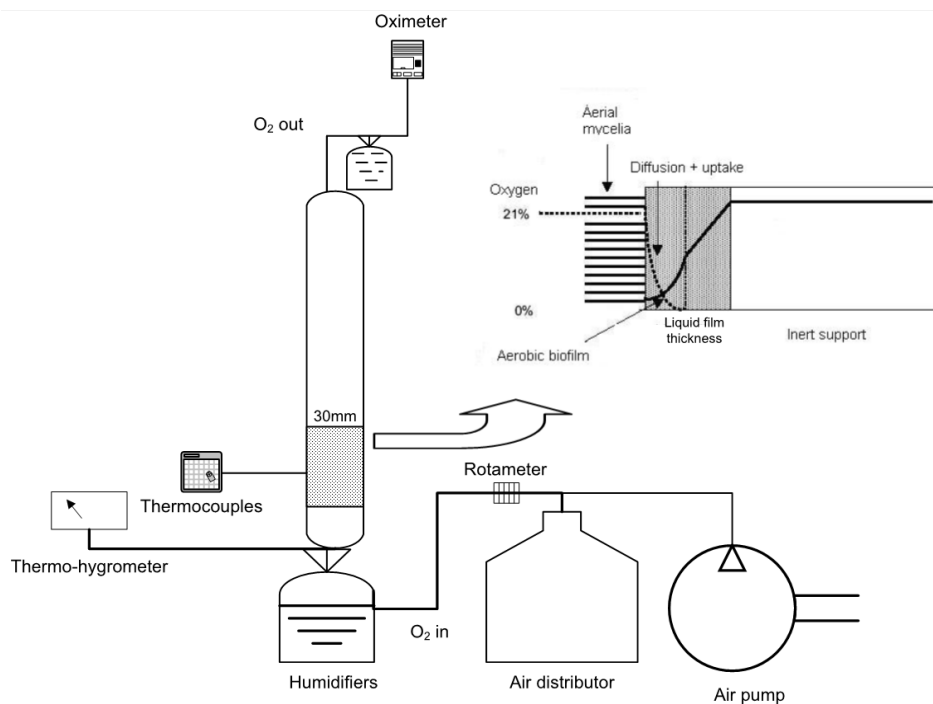 Oximeter
O₂ out
Aerial
mycelia
Diffusion + uptake
Oxygen
21%
0%
Liquid film
thickness
Inert support
Aerobic biofilm
30mm
Rotameter
Thermocouples
Thermo-hygrometer
O₂ in
Humidifiers
Air distributor
Air pump